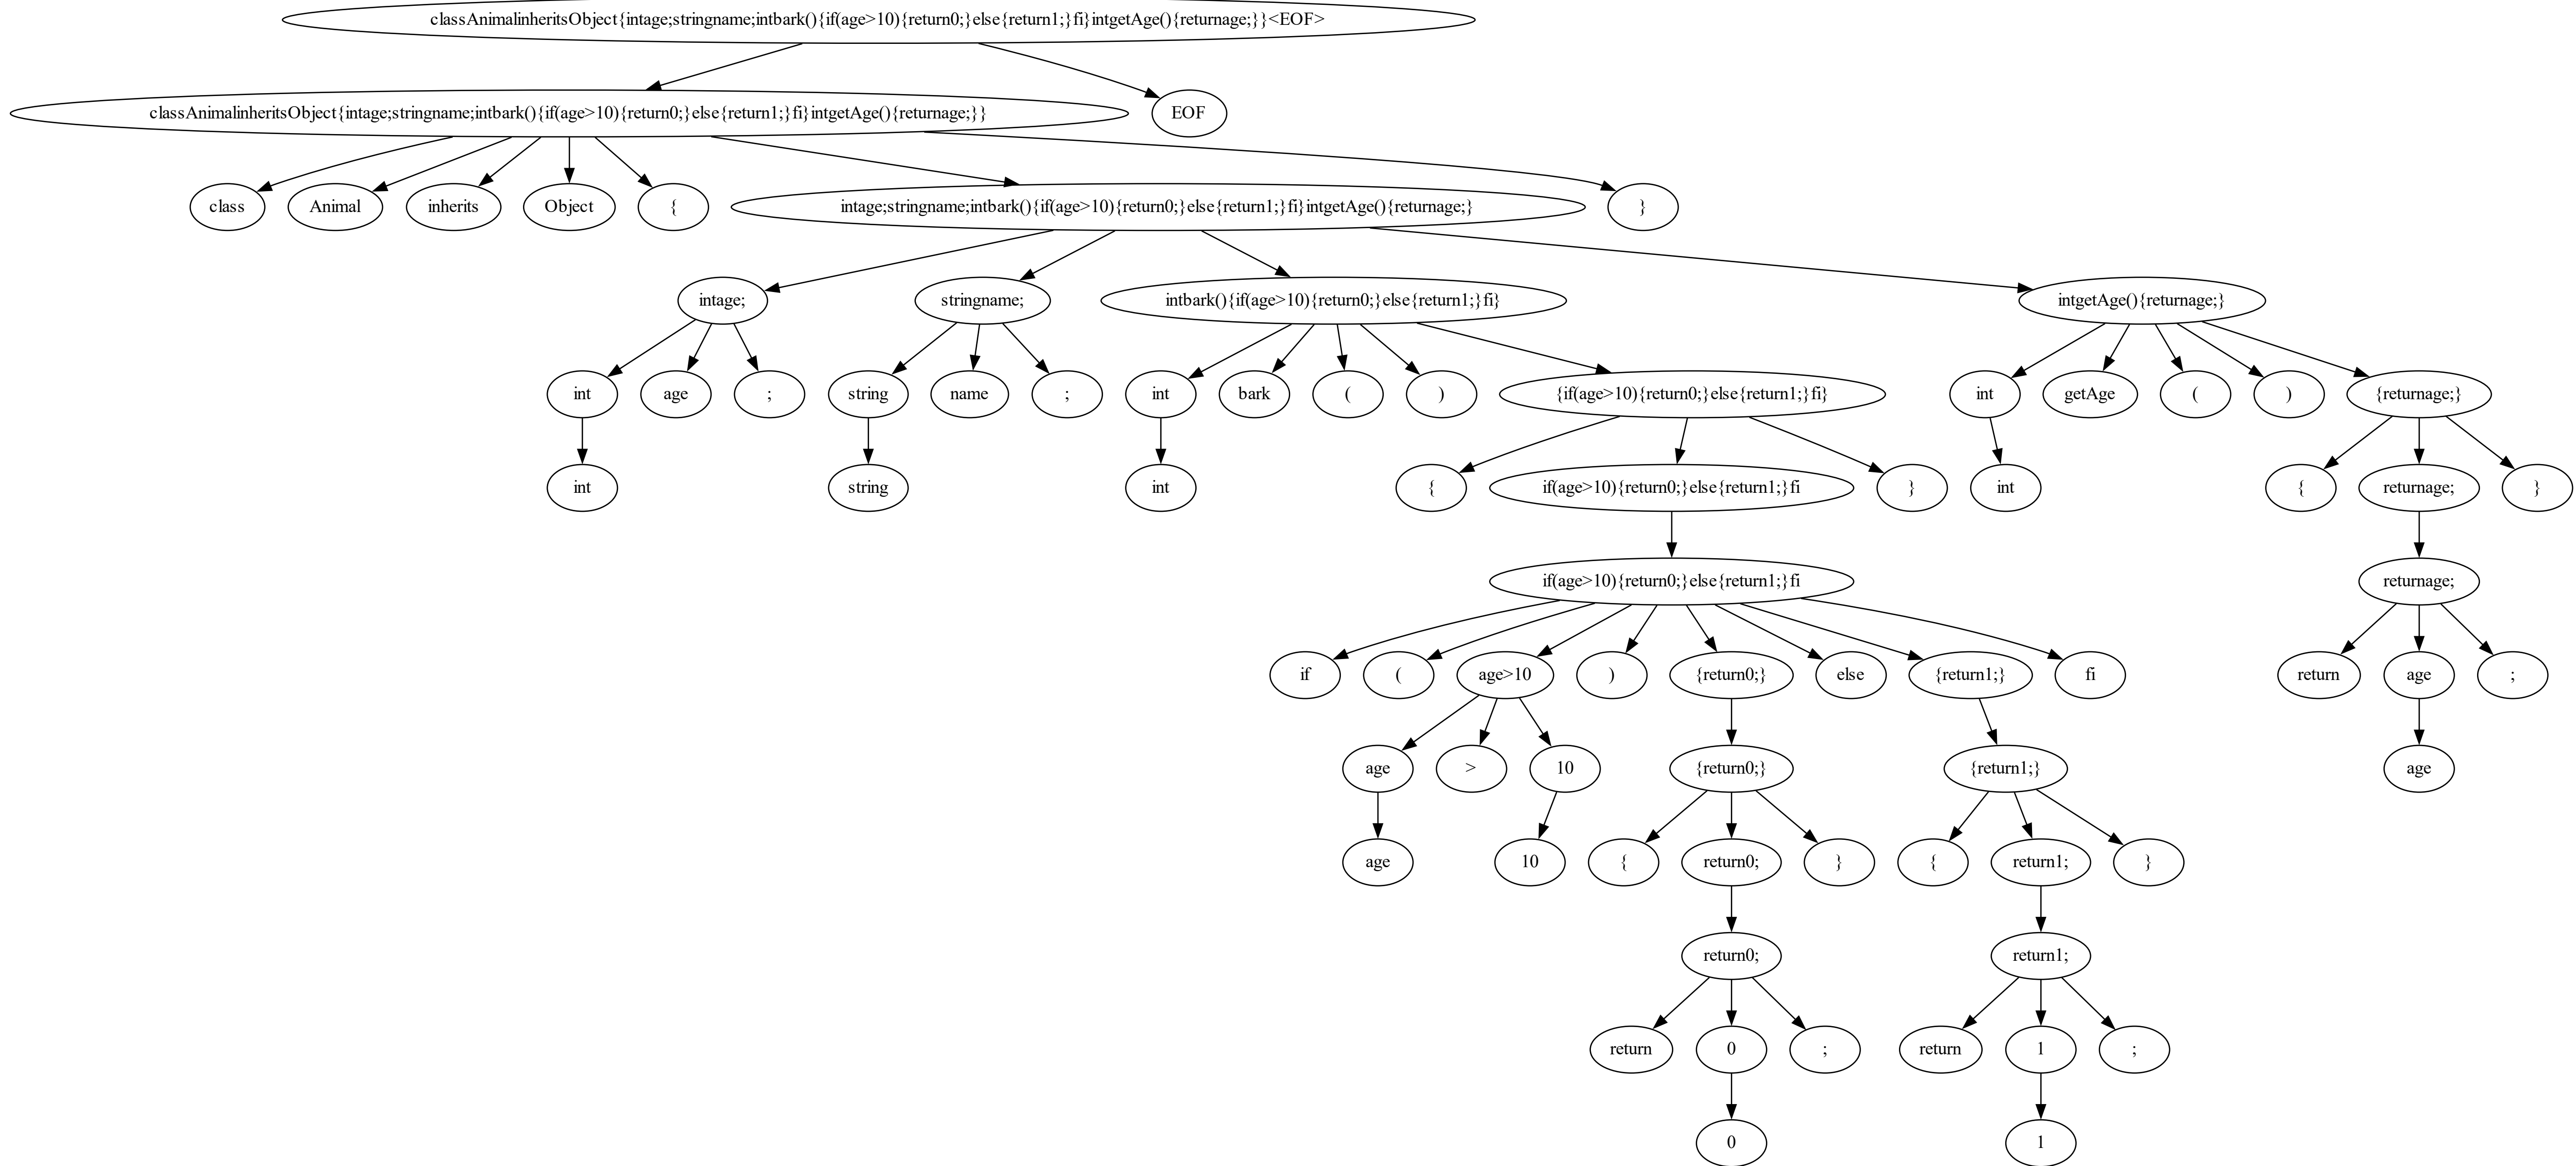 classAnimalinheritsObject{intage;stringname;intbark(){if(age>10){return0;}else{return1;}fi}intgetAge(){returnage;}}<EOF>
classAnimalinheritsObject{intage;stringname;intbark(){if(age>10){return0;}else{return1;}fi}intgetAge(){returnage;}}
EOF
class
Animal
inherits
Object
{
intage;stringname;intbark(){if(age>10){return0;}else{return1;}fi}intgetAge(){returnage;}
}
intage;
stringname;
intbark(){if(age>10){return0;}else{return1;}fi}
intgetAge(){returnage;}
int
age
;
string
name
;
int
bark
(
)
{if(age>10){return0;}else{return1;}fi}
int
getAge
(
)
{returnage;}
int
string
int
{
if(age>10){return0;}else{return1;}fi
}
int
{
returnage;
}
if(age>10){return0;}else{return1;}fi
returnage;
if
(
age>10
)
{return0;}
else
{return1;}
fi
return
age
;
age
>
10
{return0;}
{return1;}
age
age
10
{
return0;
}
{
return1;
}
return0;
return1;
return
0
;
return
1
;
0
1